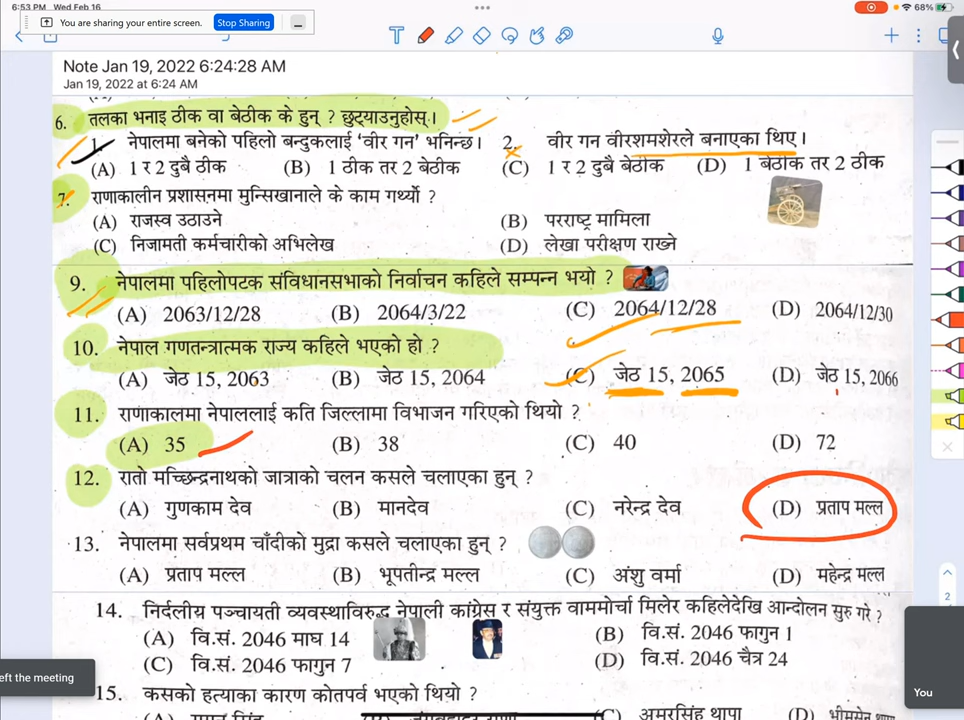 6:53 PM Wed Feb 16
68%
You are sharing your entire screen.
Stop Sharing
Note Jan 19, 2022 6:24:28 AM
Jan 19, 2022 at 6:24 AM
6. तलका भनाइ ठीक वा बेठीक के हुन् ? छुट्याउनुहोस्।
1. नेपालमा बनेको पहिलो बन्दुकलाई 'वीर गन' भनिन्छ। 2. वीर गन वीरशमशेरले बनाएका थिए।
(A) 1 र 2 दुबै ठीक (B) 1 ठीक तर 2 बेठीक (C) 1 र 2 दुबै बेठीक (D) 1 बेठीक तर 2 ठीक
7. राणाकालीन प्रशासनमा मुन्सिखानाले के काम गर्थ्यो ?
(A) राजस्व उठाउने (B) परराष्ट्र मामिला
(C) निजामती कर्मचारीको अभिलेख (D) लेखा परीक्षण राख्ने
9. नेपालमा पहिलोपटक संविधानसभाको निर्वाचन कहिले सम्पन्न भयो ?
(A) 2063/12/28 (B) 2064/3/22 (C) 2064/12/28 (D) 2064/12/30
10. नेपाल गणतन्त्रात्मक राज्य कहिले भएको हो ?
(A) जेठ 15, 2063 (B) जेठ 15, 2064 (C) जेठ 15, 2065 (D) जेठ 15, 2066
11. राणाकालमा नेपाललाई कति जिल्लामा विभाजन गरिएको थियो ?
(A) 35 (B) 38 (C) 40 (D) 72
12. रातो मच्छिन्द्रनाथको जात्राको चलन कसले चलाएका हुन् ?
(A) गुणकाम देव (B) मानदेव (C) नरेन्द्र देव (D) प्रताप मल्ल
13. नेपालमा सर्वप्रथम चाँदीको मुद्रा कसले चलाएका हुन् ?
(A) प्रताप मल्ल (B) भूपतीन्द्र मल्ल (C) अंशु वर्मा (D) महेन्द्र मल्ल
14. निर्दलीय पञ्चायती व्यवस्थाविरुद्ध नेपाली कांग्रेस र संयुक्त वाममोर्चा मिलेर कहिलेदेखि आन्दोलन सुरु गरे ?
(A) वि.सं. 2046 माघ 14 (B) वि.सं. 2046 फागुन 1
(C) वि.सं. 2046 फागुन 7 (D) वि.सं. 2046 चैत्र 24
2
You
eft the meeting
15. कसको हत्याका कारण कोतपर्व भएको थियो ?
(C) अमरसिंह थापा (D) भीमसेन